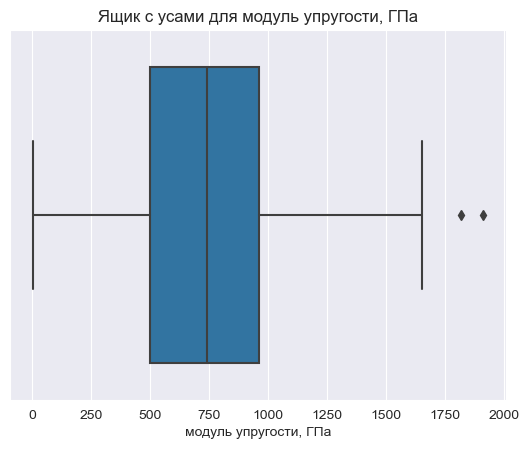 Ящик с усами для модуль упругости, ГПа
0 250 500 750 1000 1250 1500 1750 2000
модуль упругости, ГПа